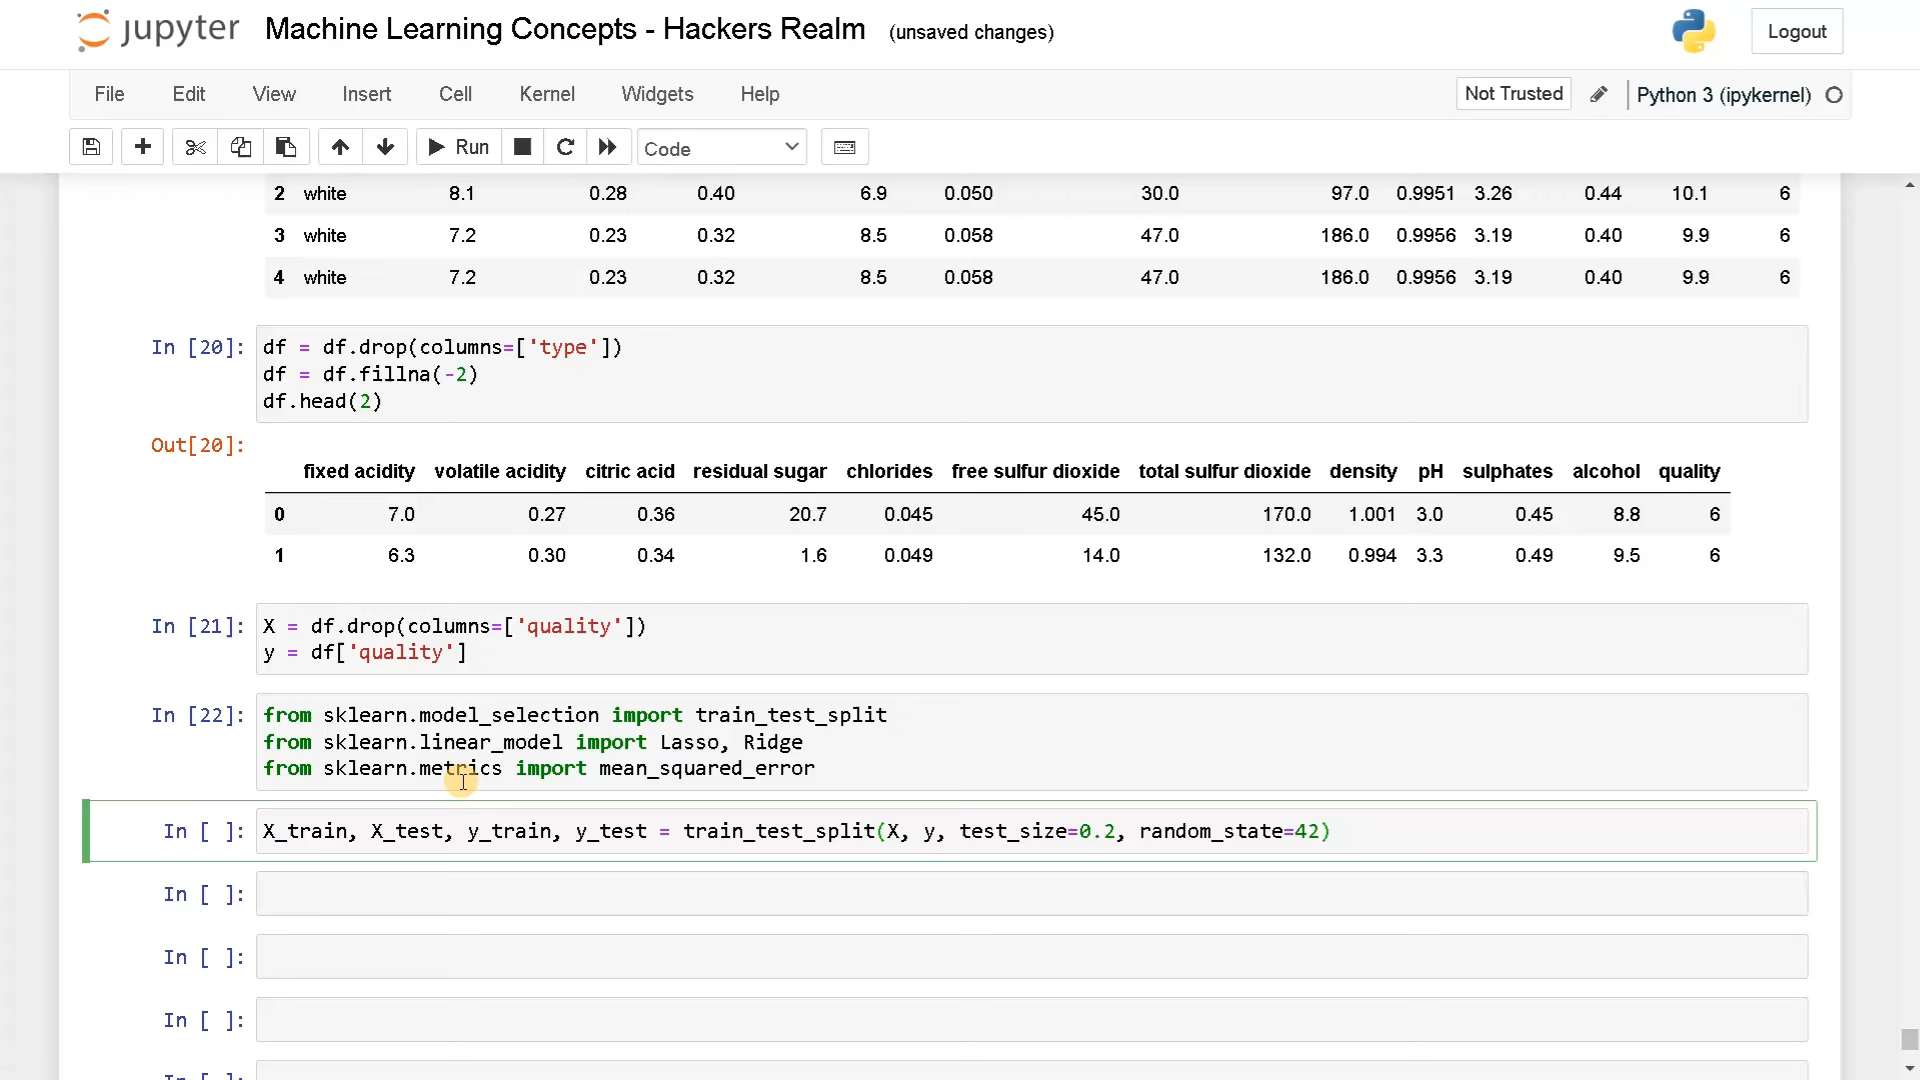 jupyter Machine Learning Concepts - Hackers Realm (unsaved changes) Logout
File Edit View Insert Cell Kernel Widgets Help Not Trusted Python 3 (ipykernel)
Run Code
2 white 8.1 0.28 0.40 6.9 0.050 30.0 97.0 0.9951 3.26 0.44 10.1 6
3 white 7.2 0.23 0.32 8.5 0.058 47.0 186.0 0.9956 3.19 0.40 9.9 6
4 white 7.2 0.23 0.32 8.5 0.058 47.0 186.0 0.9956 3.19 0.40 9.9 6
In [20]: df = df.drop(columns=['type'])
df = df.fillna(-2)
df.head(2)
Out[20]:
fixed acidity volatile acidity citric acid residual sugar chlorides free sulfur dioxide total sulfur dioxide density pH sulphates alcohol quality
0 7.0 0.27 0.36 20.7 0.045 45.0 170.0 1.001 3.0 0.45 8.8 6
1 6.3 0.30 0.34 1.6 0.049 14.0 132.0 0.994 3.3 0.49 9.5 6
In [21]: X = df.drop(columns=['quality'])
y = df['quality']
In [22]: from sklearn.model_selection import train_test_split
from sklearn.linear_model import Lasso, Ridge
from sklearn.metrics import mean_squared_error
In [ ]: X_train, X_test, y_train, y_test = train_test_split(X, y, test_size=0.2, random_state=42)
In [ ]:
In [ ]:
In [ ]: